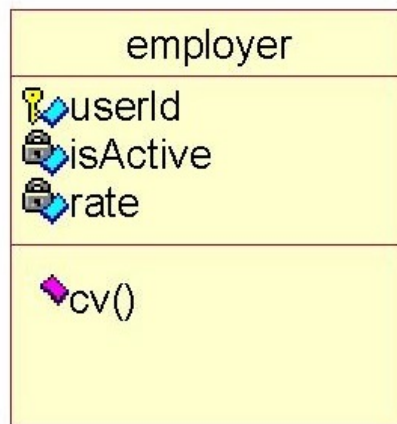 employer
userId
isActive
rate
cv()